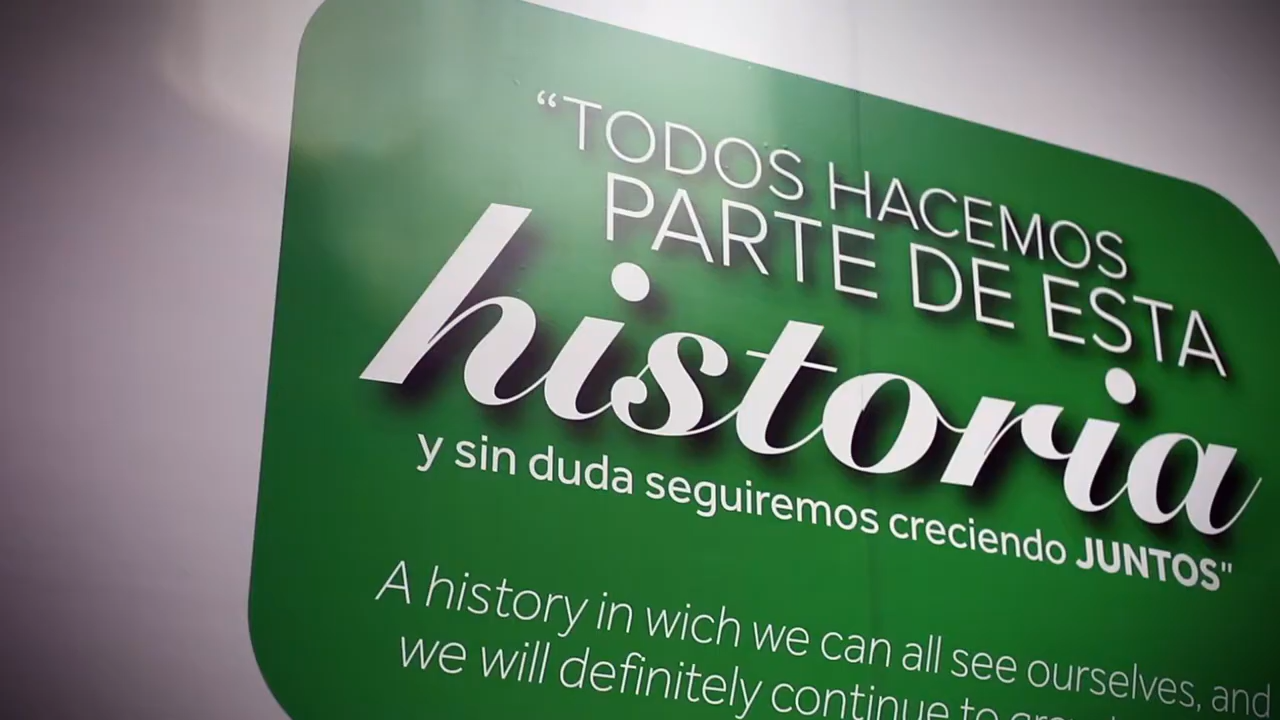 “TODOS HACEMOS
PARTE DE ESTA
historia
y sin duda seguiremos creciendo JUNTOS"
A history in wich we can all see ourselves, and
we will definitely continue to